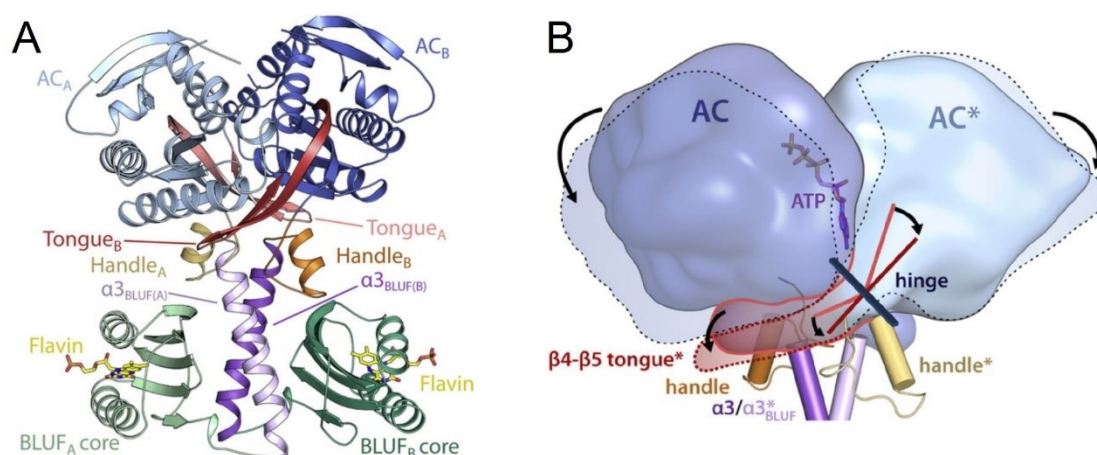 A
AC_A
AC_B
Tongue_B
Tongue_A
Handle_A
Handle_B
α3_BLUF(A)
α3_BLUF(B)
Flavin
Flavin
BLUF_A core
BLUF_B core
B
AC
AC*
ATP
hinge
β4-β5 tongue*
handle
handle*
α3/α3*_BLUF